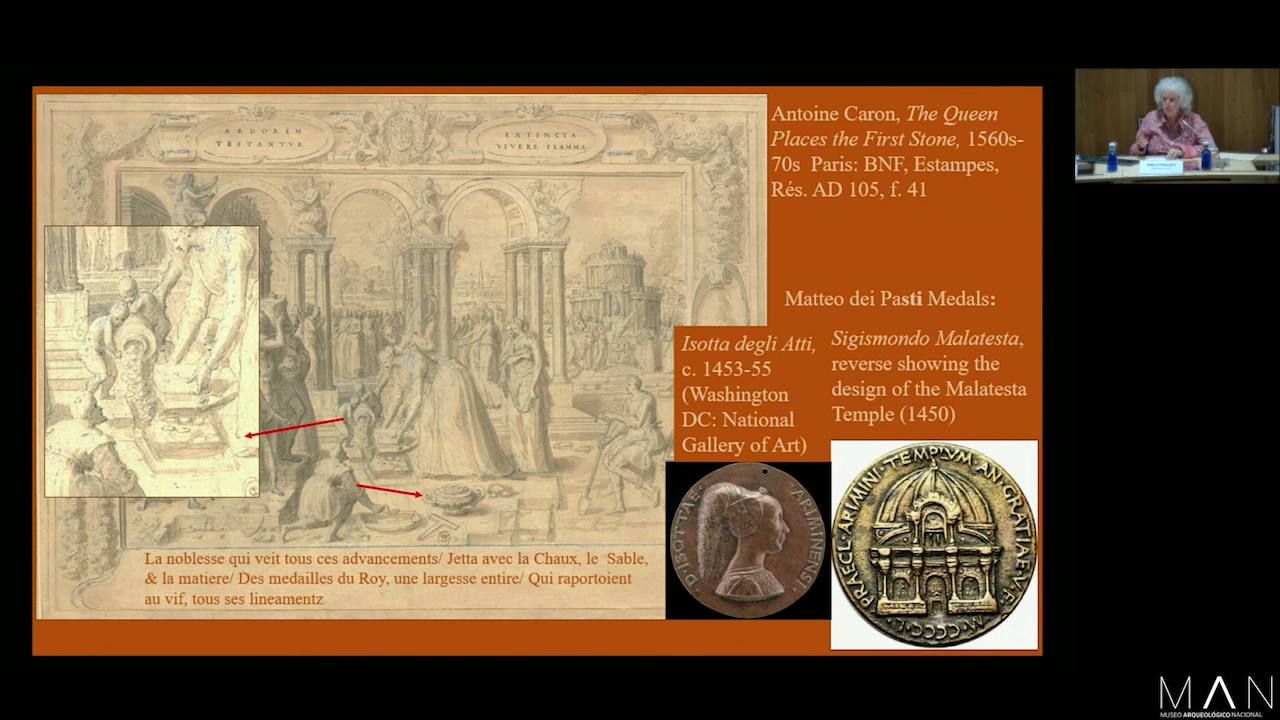 ARDOREM
TESTANTVR
EXTINCTA
VIVERE FLAMMA
Antoine Caron, The Queen
Places the First Stone, 1560s-
70s Paris: BNF, Estampes,
Rés. AD 105, f. 41
Matteo dei Pasti Medals:
Isotta degli Atti,
c. 1453-55
(Washington
DC: National
Gallery of Art)
Sigismondo Malatesta,
reverse showing the
design of the Malatesta
Temple (1450)
D·ISOTTAE ARIMINENSI
PRAECL·ARIMINI·TEMPLVM·AN·GRATIAE·V·F·
M·CCCC·L·
La noblesse qui veit tous ces advancements/ Jetta avec la Chaux, le Sable,
& la matiere/ Des medailles du Roy, une largesse entire/ Qui raportoient
au vif, tous ses lineamentz
MAN
MUSEO ARQUEOLÓGICO NACIONAL